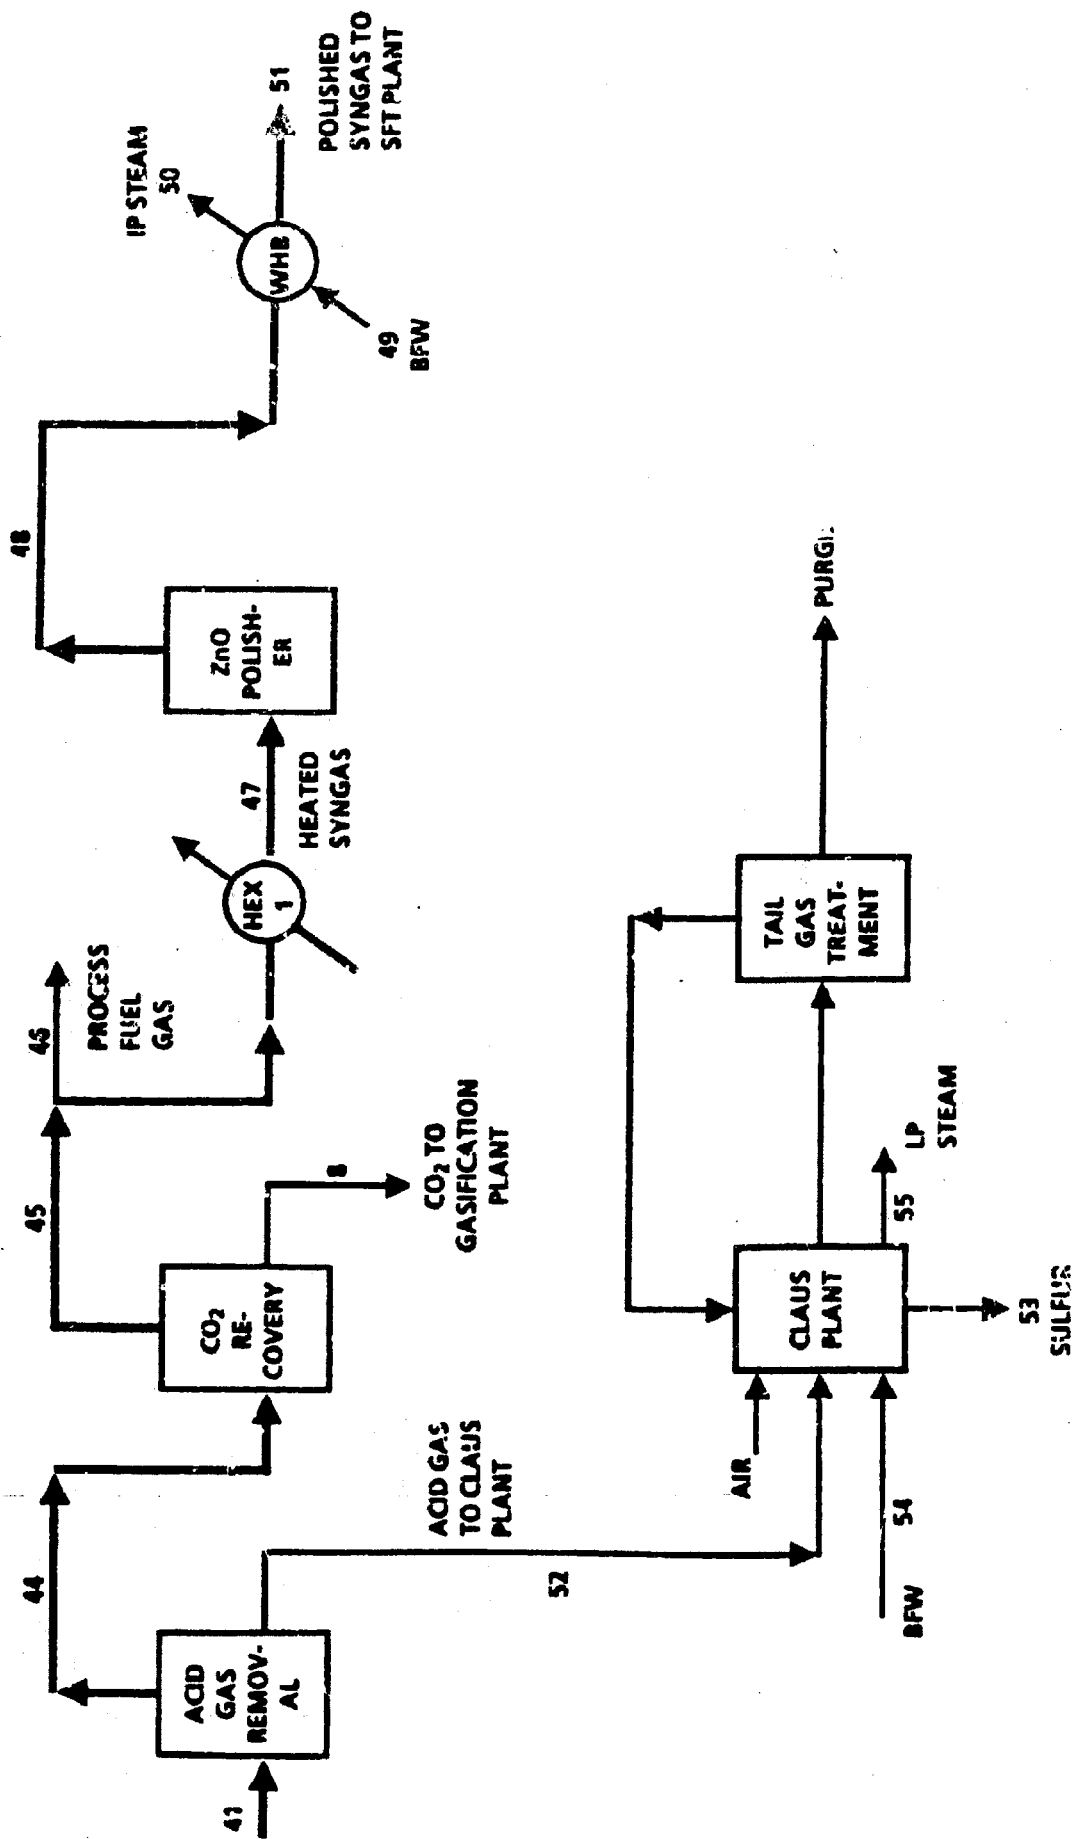 41
ACID
GAS
REMOV-
AL
44
CO₂
RE-
COVERY
45
8
CO₂ TO
GASIFICATION
PLANT
46
PROCESS
FUEL
GAS
HEX
1
47
HEATED
SYNGAS
ZnO
POLISH-
ER
48
WHB
49
BFW
IP STEAM
50
51
POLISHED
SYNGAS TO
SFT PLANT
52
ACID GAS
TO CLAUS
PLANT
AIR
BFW
54
CLAUS
PLANT
53
SULFUR
55
LP
STEAM
TAIL
GAS
TREAT-
MENT